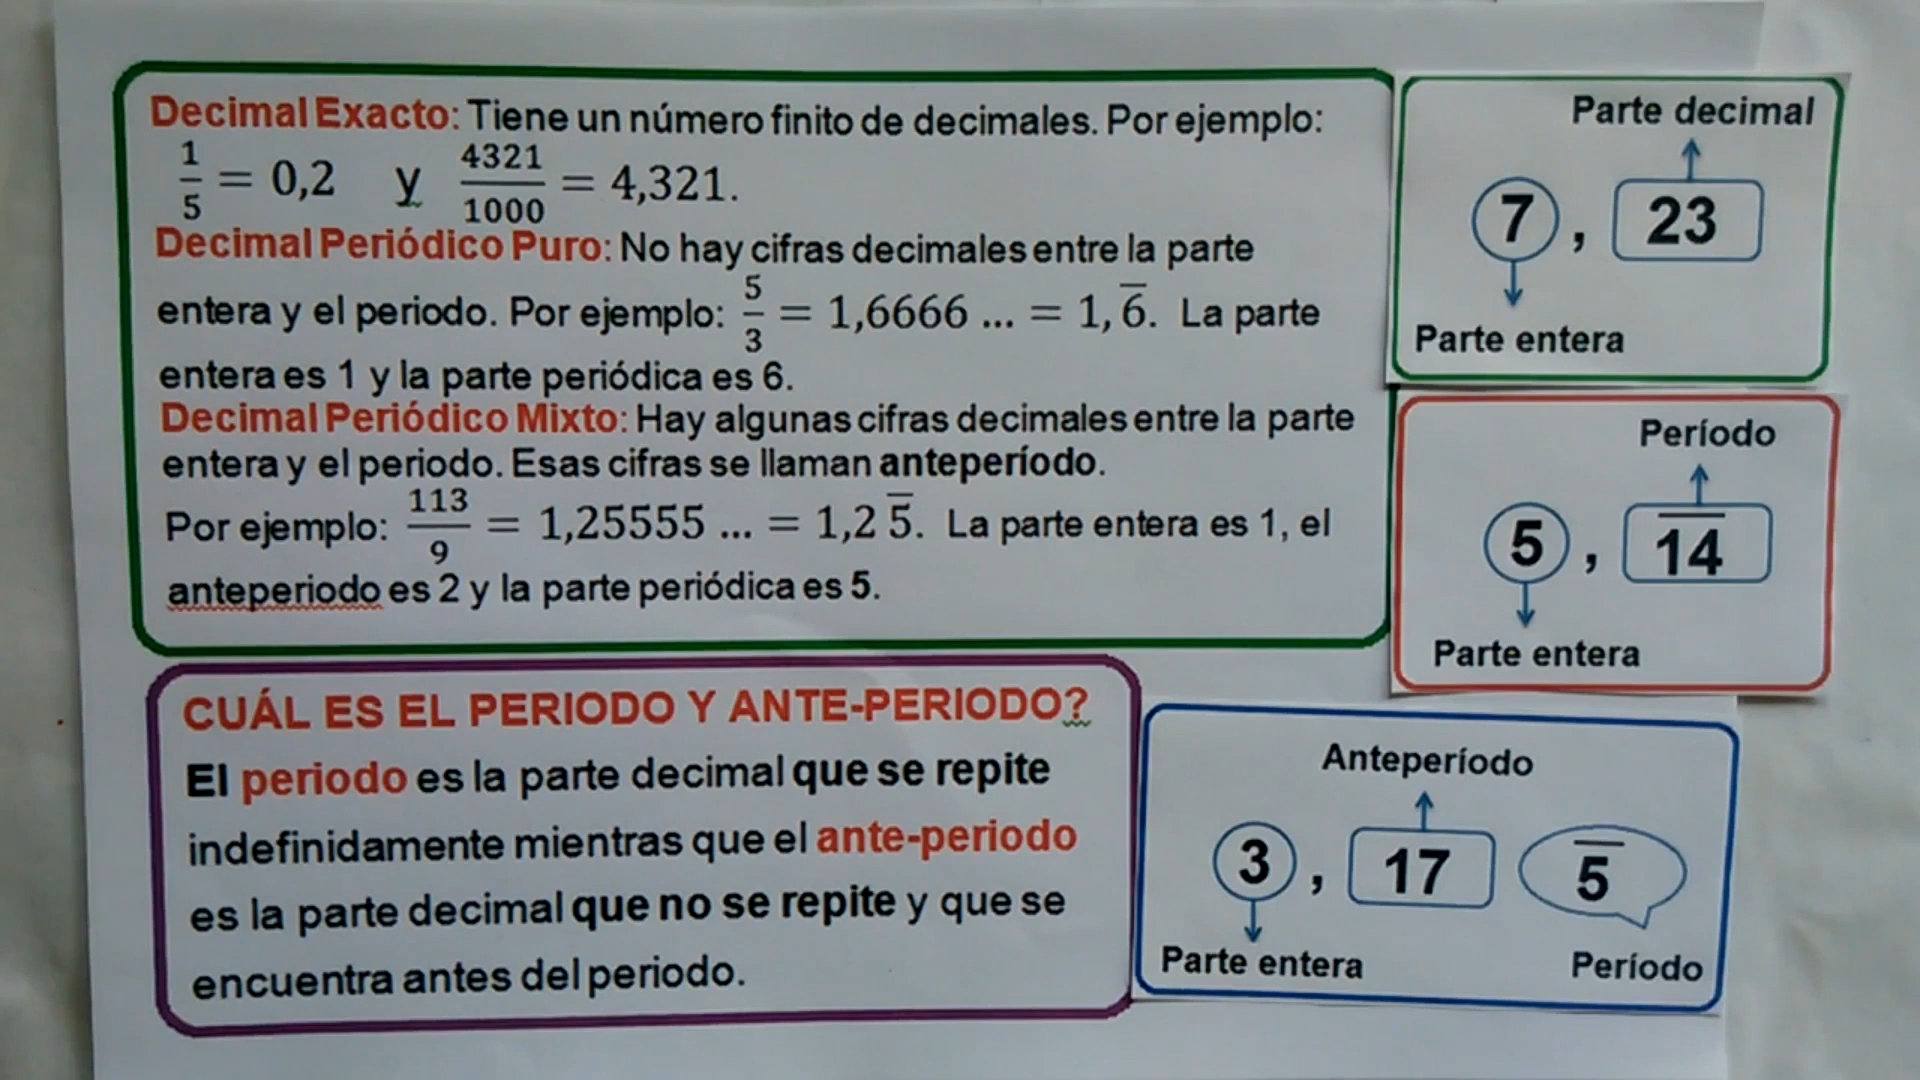 Decimal Exacto: Tiene un número finito de decimales. Por ejemplo:
1/5 = 0,2 y 4321/1000 = 4,321.
Decimal Periódico Puro: No hay cifras decimales entre la parte
entera y el periodo. Por ejemplo: 5/3 = 1,6666 ... = 1, 6̅. La parte
entera es 1 y la parte periódica es 6.
Decimal Periódico Mixto: Hay algunas cifras decimales entre la parte
entera y el periodo. Esas cifras se llaman anteperíodo.
Por ejemplo: 113/9 = 1,25555 ... = 1,2 5̅. La parte entera es 1, el
anteperiodo es 2 y la parte periódica es 5.
Parte decimal
7 , 23
Parte entera
Período
5 , 1̅4̅
Parte entera
CUÁL ES EL PERIODO Y ANTE-PERIODO?
El periodo es la parte decimal que se repite
indefinidamente mientras que el ante-periodo
es la parte decimal que no se repite y que se
encuentra antes del periodo.
Anteperíodo
3 , 17 5̅
Parte entera Período